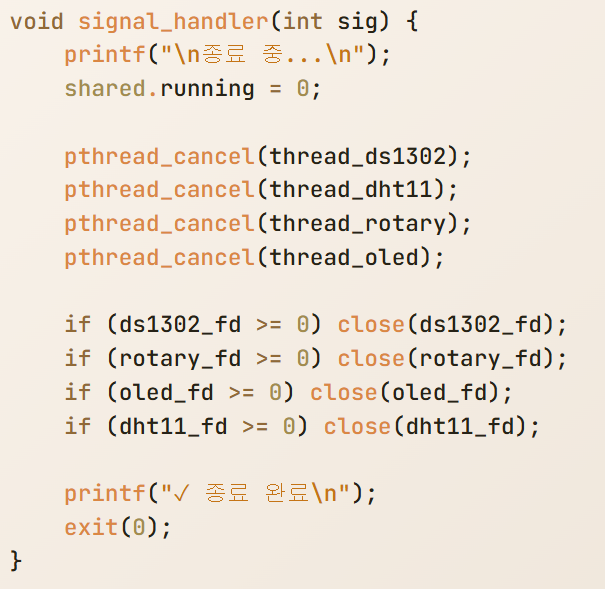 void signal_handler(int sig) {
    printf("\n종료 중...\n");
    shared.running = 0;

    pthread_cancel(thread_ds1302);
    pthread_cancel(thread_dht11);
    pthread_cancel(thread_rotary);
    pthread_cancel(thread_oled);

    if (ds1302_fd >= 0) close(ds1302_fd);
    if (rotary_fd >= 0) close(rotary_fd);
    if (oled_fd >= 0) close(oled_fd);
    if (dht11_fd >= 0) close(dht11_fd);

    printf("✓ 종료 완료\n");
    exit(0);
}